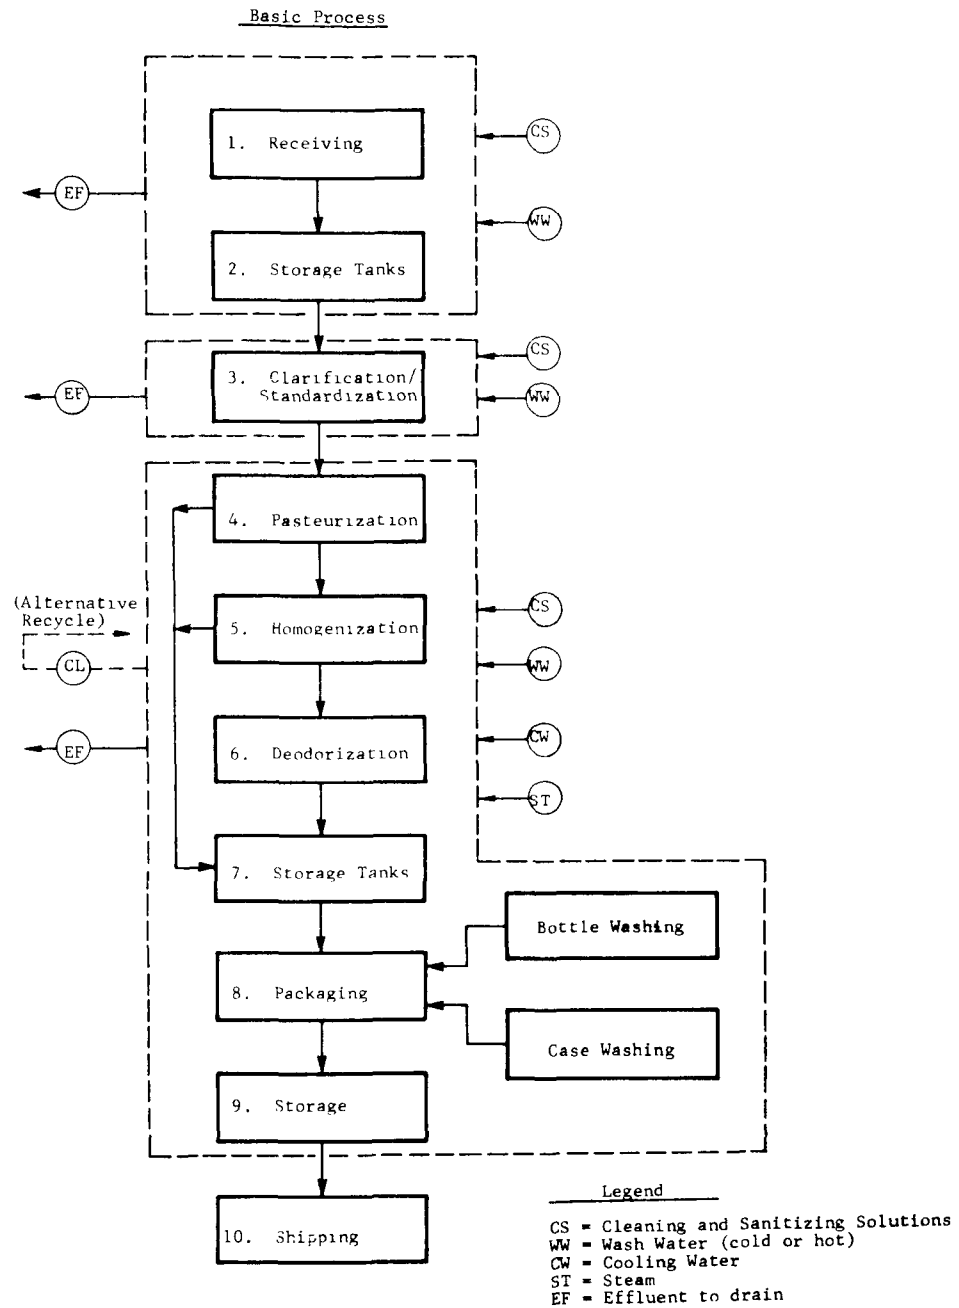 Basic Process
1. Receiving
CS
EF
WW
2. Storage Tanks
CS
3. Clarification/
Standardization
EF
WW
4. Pasteurization
(Alternative
Recycle)
CS
5. Homogenization
CL
WW
EF
6. Deodorization
CW
ST
7. Storage Tanks
Bottle Washing
8. Packaging
Case Washing
9. Storage
10. Shipping
Legend
CS = Cleaning and Sanitizing Solutions
WW = Wash Water (cold or hot)
CW = Cooling Water
ST = Steam
EF = Effluent to drain